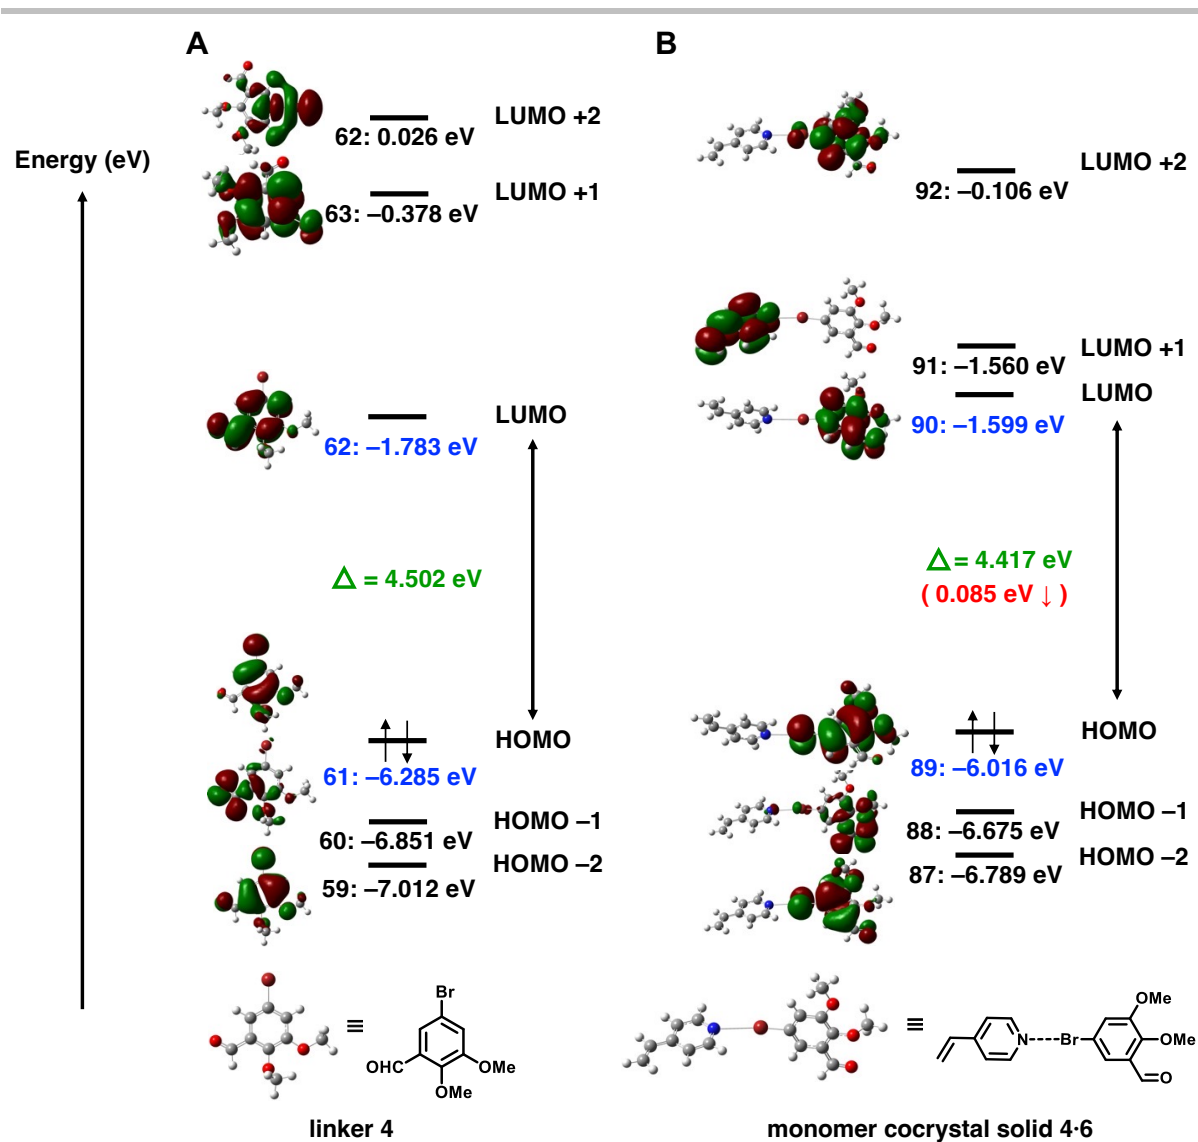 A
B
Energy (eV)
LUMO +2
62: 0.026 eV
LUMO +1
63: –0.378 eV
LUMO
62: –1.783 eV
Δ = 4.502 eV
HOMO
61: –6.285 eV
HOMO –1
60: –6.851 eV
HOMO –2
59: –7.012 eV
Br
OHC
OMe
OMe
≡
linker 4
LUMO +2
92: –0.106 eV
LUMO +1
91: –1.560 eV
LUMO
90: –1.599 eV
Δ = 4.417 eV
( 0.085 eV ↓ )
HOMO
89: –6.016 eV
HOMO –1
88: –6.675 eV
HOMO –2
87: –6.789 eV
≡
OMe
N----Br
OMe
O
monomer cocrystal solid 4·6